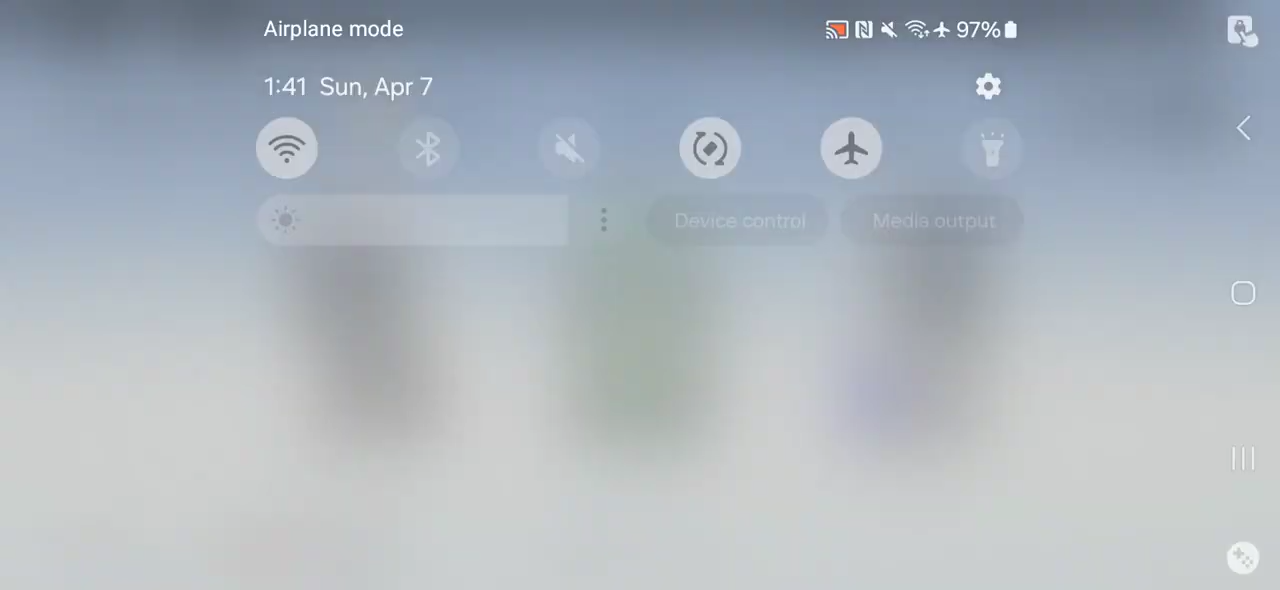 Airplane mode
97%
1:41 Sun, Apr 7
Device control
Media output